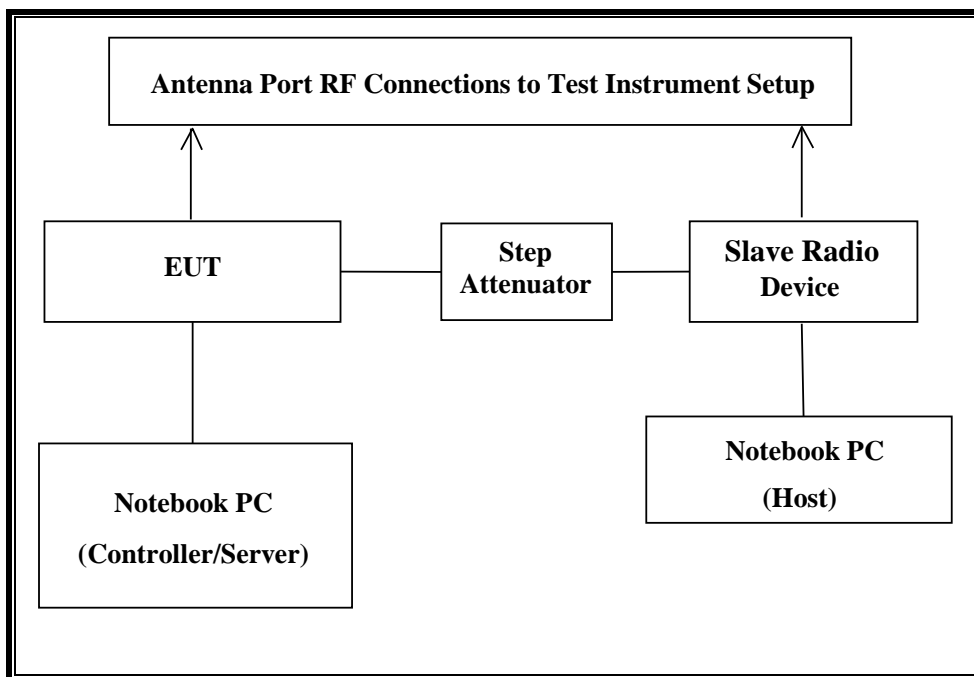 Antenna Port RF Connections to Test Instrument Setup
EUT
Step
Attenuator
Slave Radio
Device
Notebook PC
(Controller/Server)
Notebook PC
(Host)